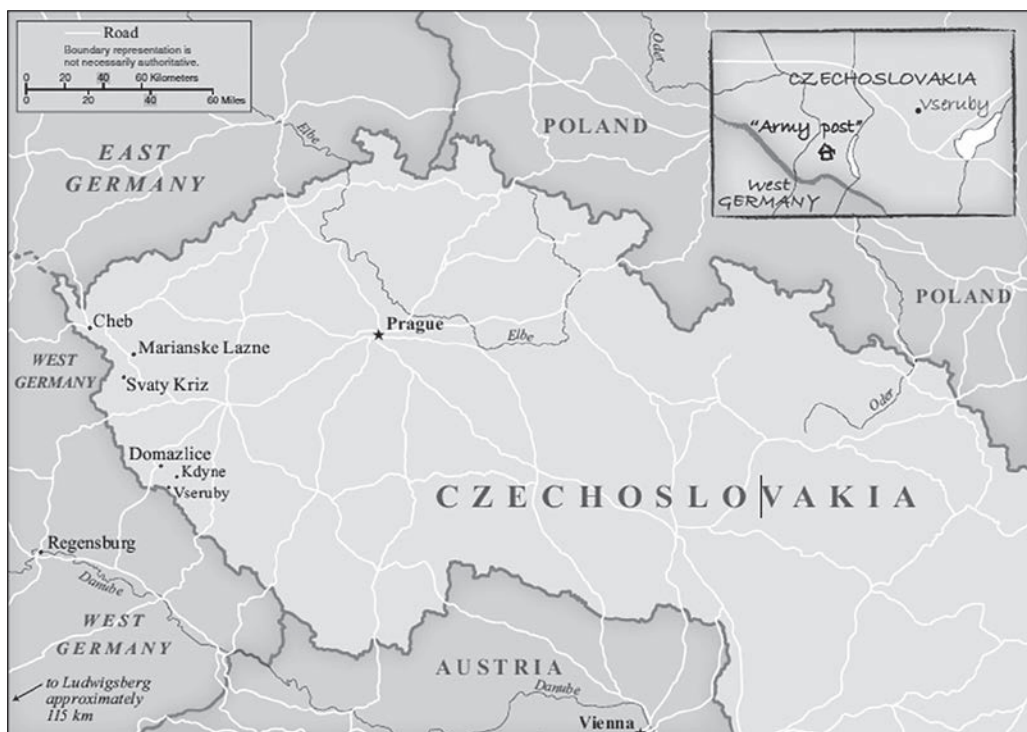 Road
Boundary representation is
not necessarily authoritative.
0 20 40 60 Kilometers
0 20 40 60 Miles
Oder
CZECHOSLOVAKIA
Vseruby
"Army
post"
West
GERMANY
Elbe
POLAND
EAST
GERMANY
POLAND
Cheb
Prague
Elbe
Marianske Lazne
WEST
GERMANY
Svaty Kriz
Oder
Domazlice
Kdyne
Vseruby
CZECHOSLOVAKIA
Regensburg
Danube
WEST
GERMANY
AUSTRIA
to Ludwigsberg
approximately
115 km
Danube
Vienna